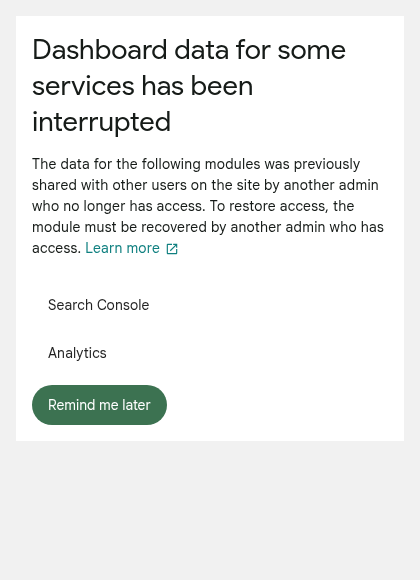 Dashboard data for some
services has been
interrupted
The data for the following modules was previously
shared with other users on the site by another admin
who no longer has access. To restore access, the
module must be recovered by another admin who has
access. Learn more
Search Console
Analytics
Remind me later